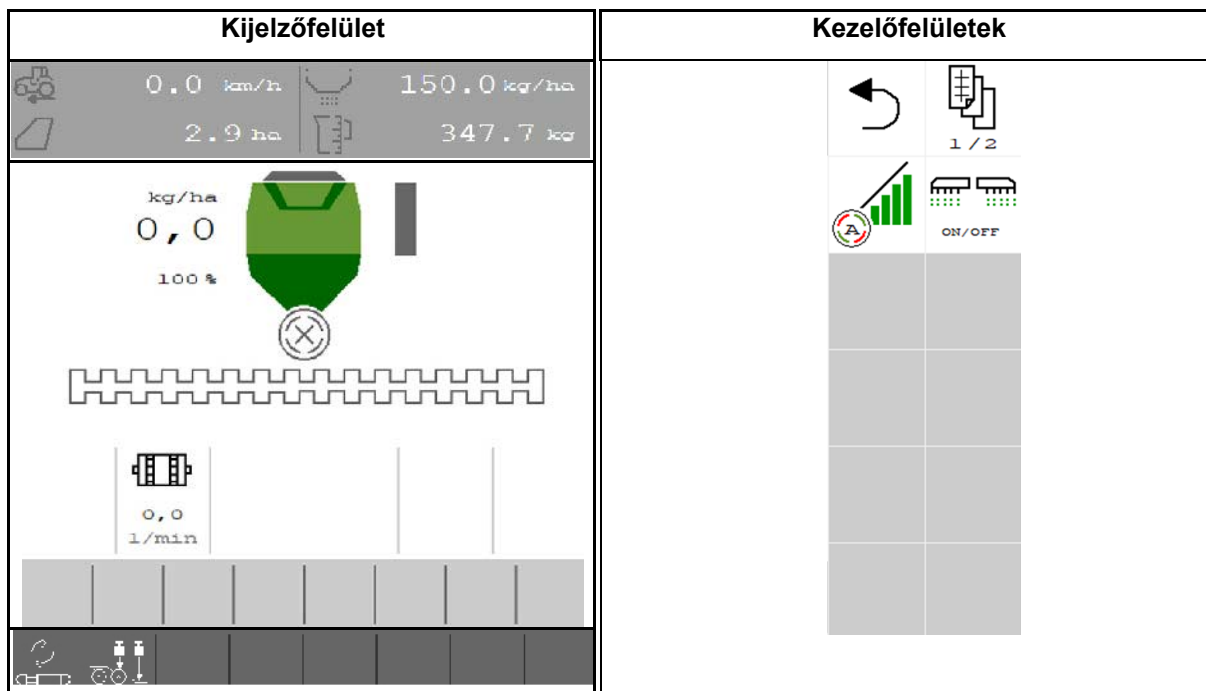 Kijelzőfelület
Kezelőfelületek
0.0 km/h
150.0 kg/ha
2.9 ha
347.7 kg
kg/ha
0,0
100 %
0,0
1/min
1/2
A
ON/OFF